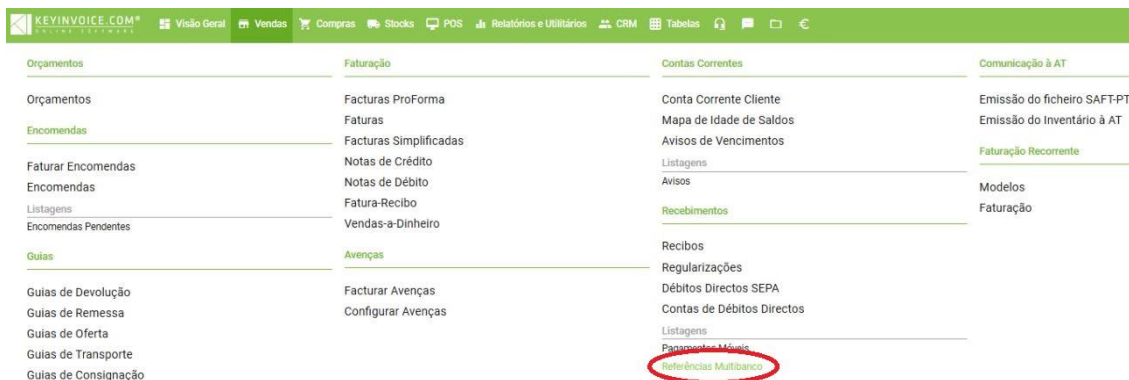 KEYINVOICE.COM®
ONLINE SOFTWARE
Visão Geral
Vendas
Compras
Stocks
POS
Relatórios e Utilitários
CRM
Tabelas
Orçamentos
Orçamentos
Encomendas
Faturar Encomendas
Encomendas
Listagens
Encomendas Pendentes
Guias
Guias de Devolução
Guias de Remessa
Guias de Oferta
Guias de Transporte
Guias de Consignação
Faturação
Facturas ProForma
Faturas
Facturas Simplificadas
Notas de Crédito
Notas de Débito
Fatura-Recibo
Vendas-a-Dinheiro
Avenças
Facturar Avenças
Configurar Avenças
Contas Correntes
Conta Corrente Cliente
Mapa de Idade de Saldos
Avisos de Vencimentos
Listagens
Avisos
Recebimentos
Recibos
Regularizações
Débitos Directos SEPA
Contas de Débitos Directos
Listagens
Pagamentos Móveis
Referências Multibanco
Comunicação à AT
Emissão do ficheiro SAFT-PT
Emissão do Inventário à AT
Faturação Recorrente
Modelos
Faturação